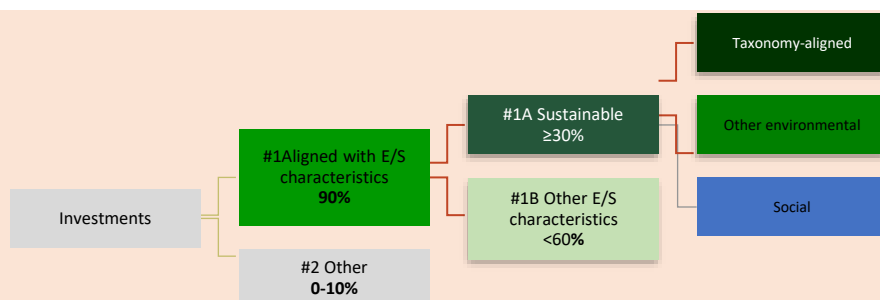 Taxonomy-aligned
#1A Sustainable
≥30%
Other environmental
#1Aligned with E/S
characteristics
90%
#1B Other E/S
characteristics
<60%
Social
Investments
#2 Other
0-10%